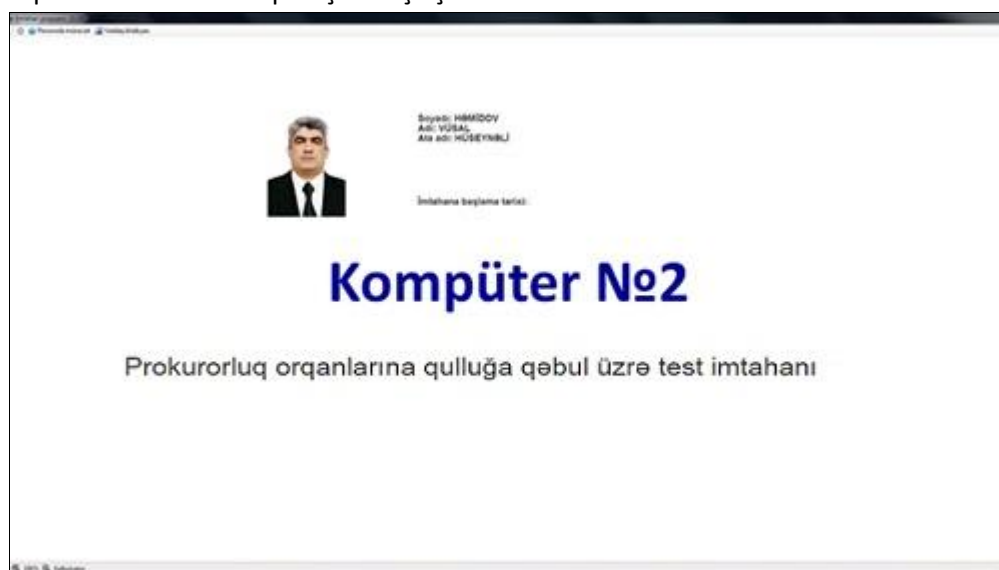 Soyadı: HƏMİDOV
Adı: VÜSAL
Ata adı: HÜSEYNƏLİ
İmtahana başlama tarixi:
Kompüter №2
Prokurorluq orqanlarına qulluğa qəbul üzrə test imtahanı